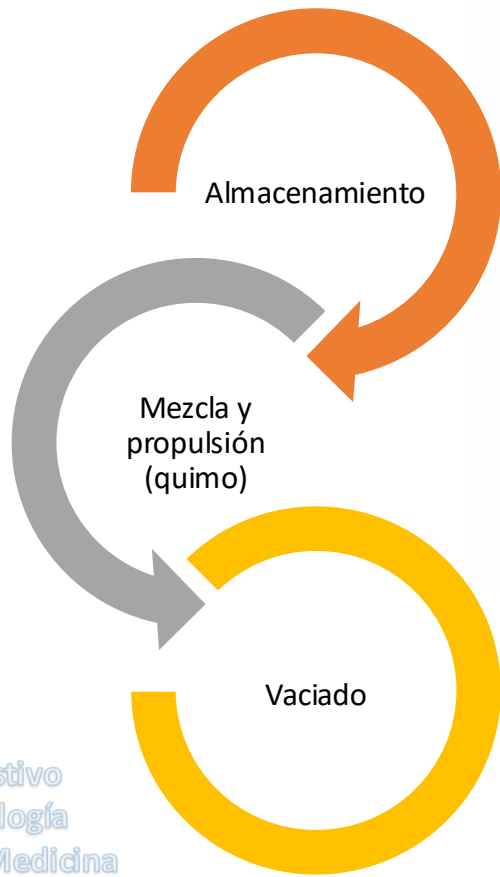 Almacenamiento
Mezcla y
propulsión
(quimo)
Vaciado
stivo
logía
Medicina